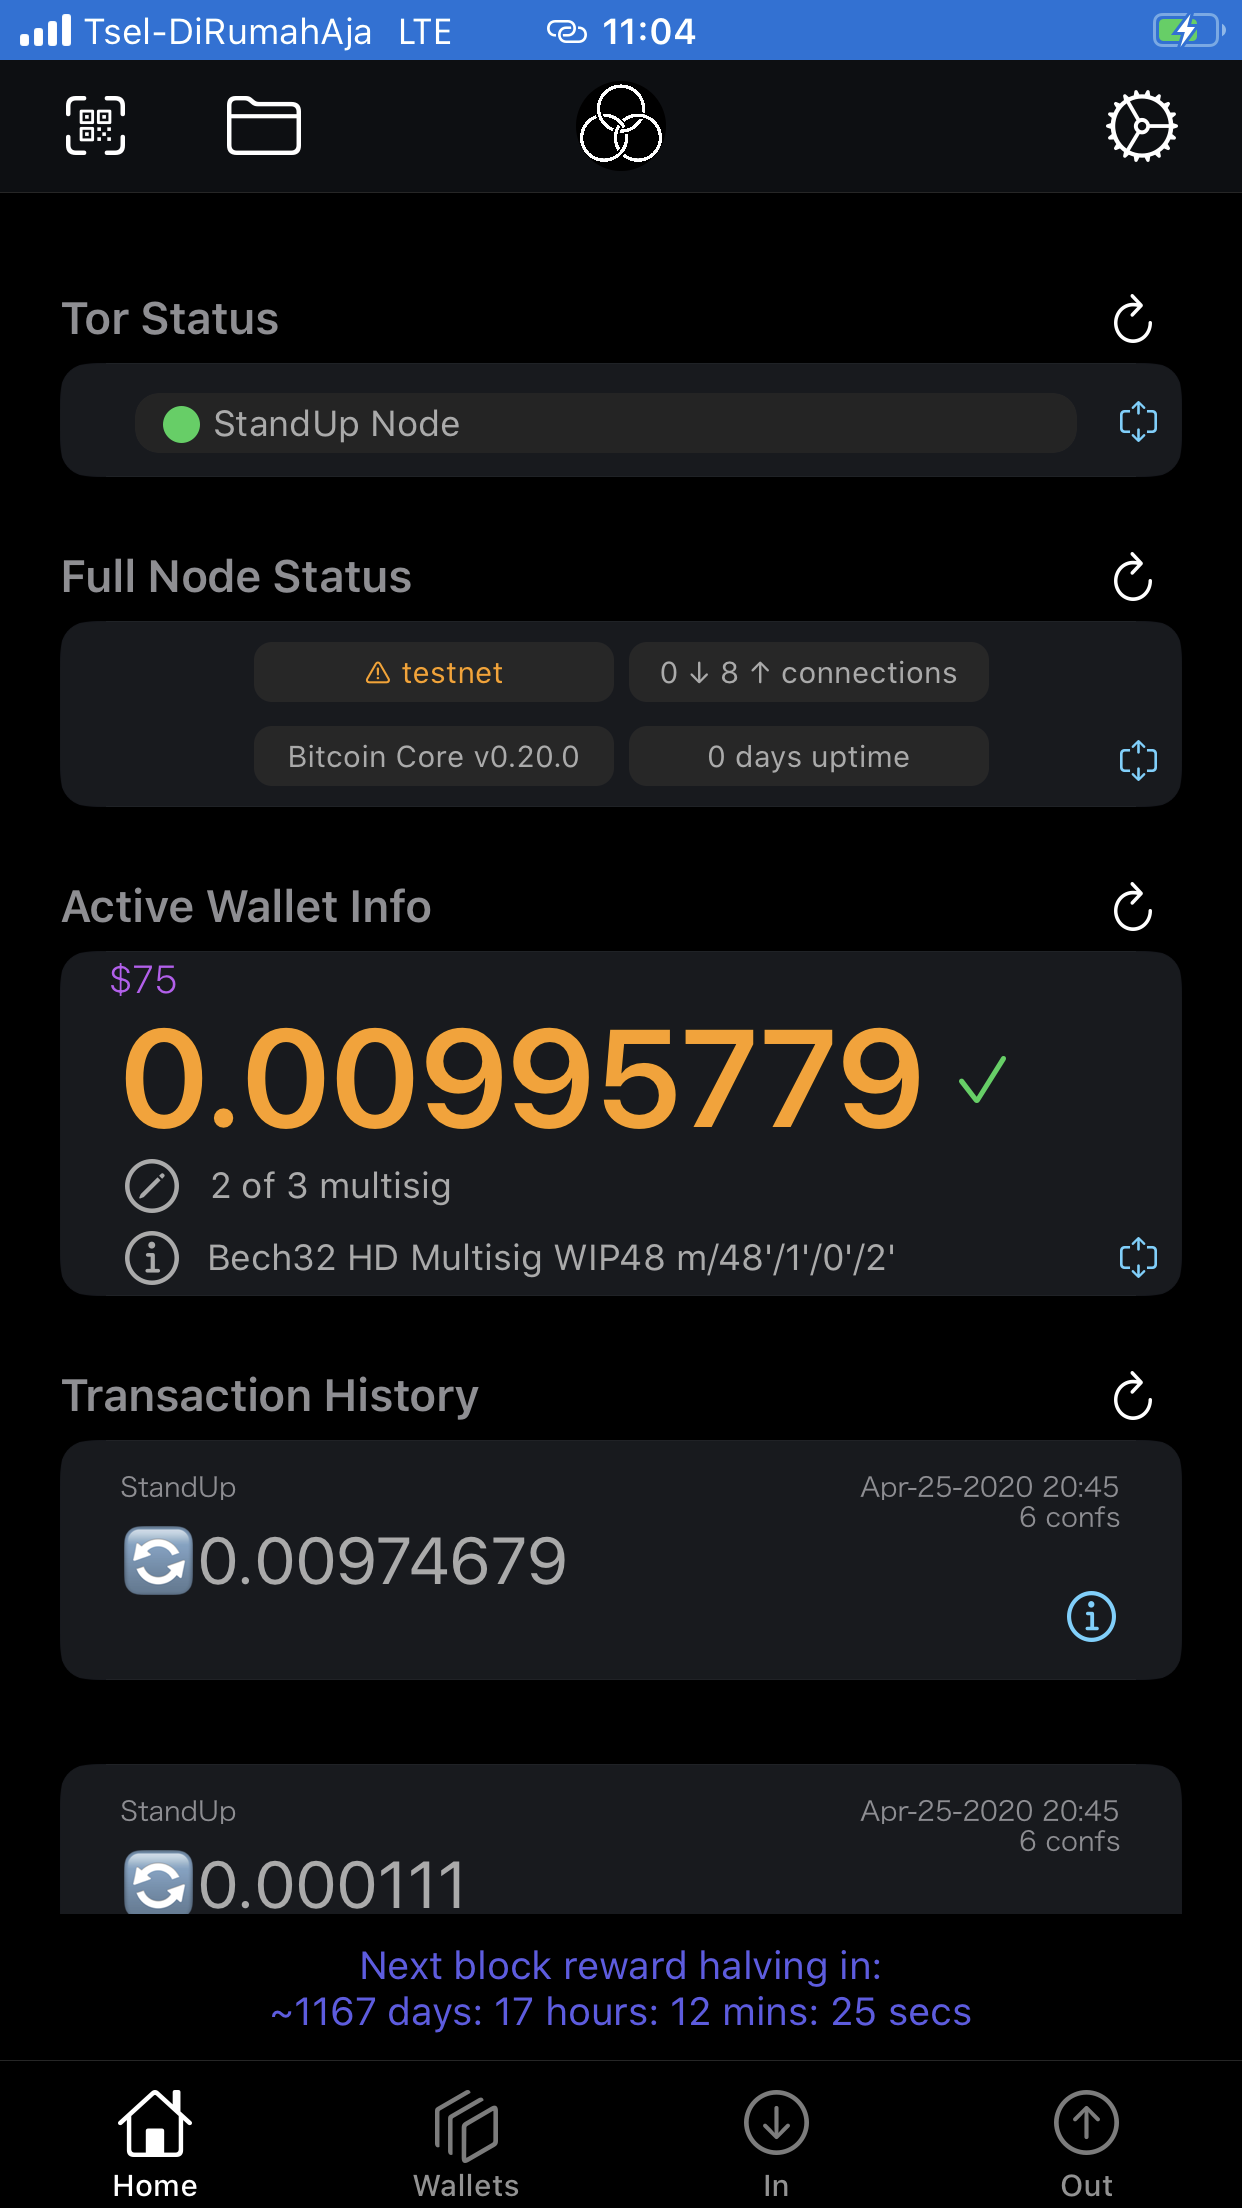 Tsel-DiRumahAja LTE 11:04
Tor Status
StandUp Node
Full Node Status
⚠ testnet
0 ↓ 8 ↑ connections
Bitcoin Core v0.20.0
0 days uptime
Active Wallet Info
$75
0.00995779
2 of 3 multisig
Bech32 HD Multisig WIP48 m/48'/1'/0'/2'
Transaction History
StandUp
Apr-25-2020 20:45
6 confs
0.00974679
StandUp
Apr-25-2020 20:45
6 confs
0.000111
Next block reward halving in:
~1167 days: 17 hours: 12 mins: 25 secs
Home
Wallets
In
Out